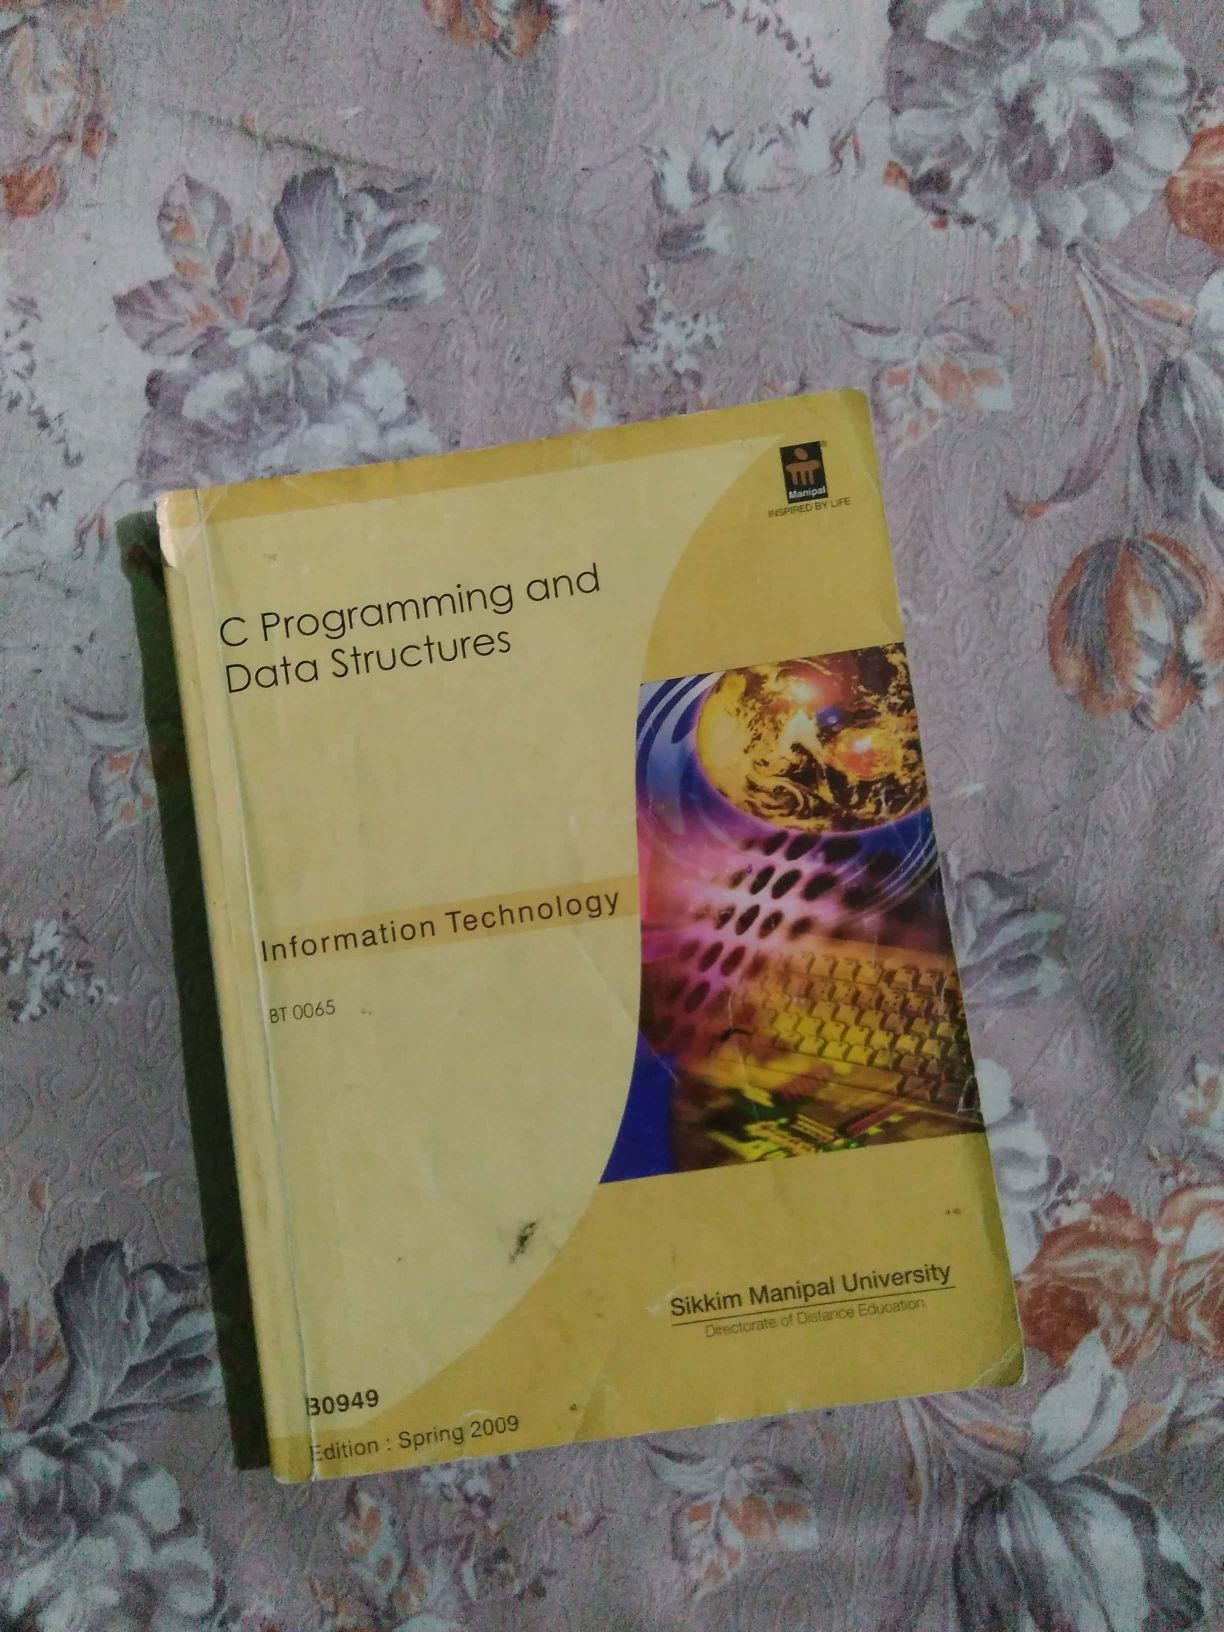 Manipal
INSPIRED BY LIFE
C Programming and
Data Structures
Information Technology
BT 0065
Sikkim Manipal University
Directorate of Distance Education
B0949
Edition : Spring 2009